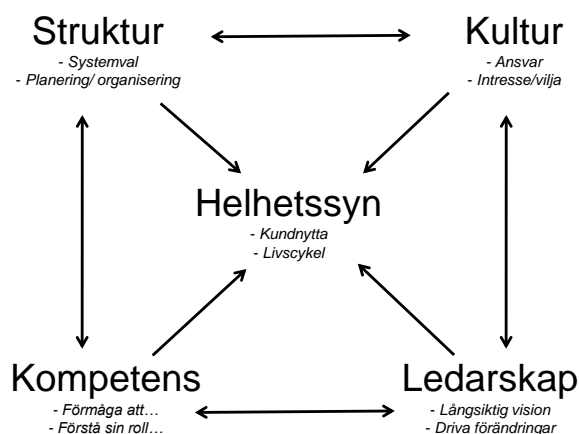 Struktur
- Systemval
- Planering/ organisering
Kultur
- Ansvar
- Intresse/vilja
Helhetssyn
- Kundnytta
- Livscykel
Kompetens
- Förmåga att…
- Förstå sin roll…
Ledarskap
- Långsiktig vision
- Driva förändringar